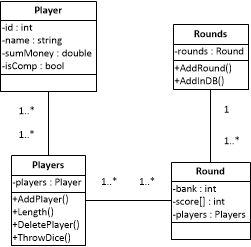 Player
-id : int
-name : string
-sumMoney : double
-isComp : bool
Rounds
-rounds : Round
+AddRound()
+AddInDB()
1..*
1..*
1
1..*
Players
-players : Player
+AddPlayer()
+Length()
+DeletePlayer()
+ThrowDice()
1..*
1..*
Round
-bank : int
-score[] : int
-players : Players